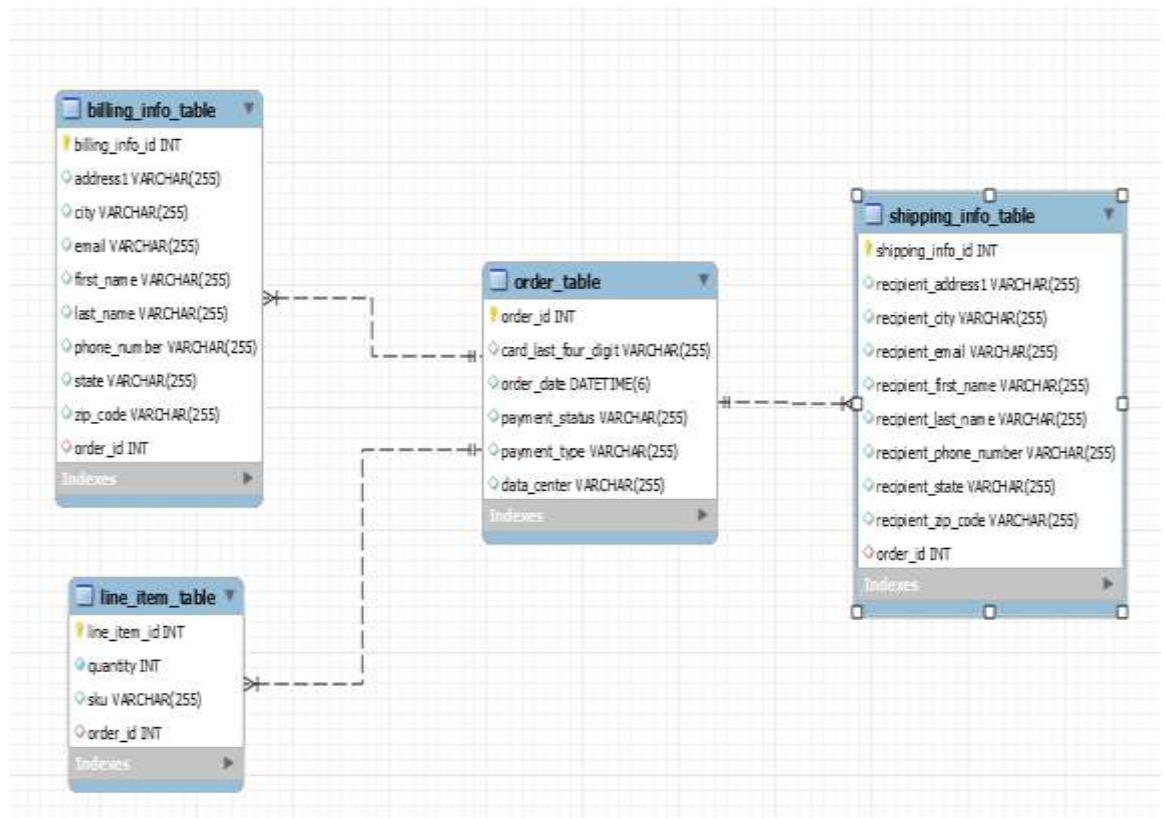 billing_info_table
billing_info_id INT
address1 VARCHAR(255)
city VARCHAR(255)
email VARCHAR(255)
first_name VARCHAR(255)
last_name VARCHAR(255)
phone_number VARCHAR(255)
state VARCHAR(255)
zip_code VARCHAR(255)
order_id INT
Indexes
line_item_table
line_item_id INT
quantity INT
sku VARCHAR(255)
order_id INT
Indexes
order_table
order_id INT
card_last_four_digit VARCHAR(255)
order_date DATETIME(6)
payment_status VARCHAR(255)
payment_type VARCHAR(255)
data_center VARCHAR(255)
Indexes
shipping_info_table
shipping_info_id INT
recipient_address1 VARCHAR(255)
recipient_city VARCHAR(255)
recipient_email VARCHAR(255)
recipient_first_name VARCHAR(255)
recipient_last_name VARCHAR(255)
recipient_phone_number VARCHAR(255)
recipient_state VARCHAR(255)
recipient_zip_code VARCHAR(255)
order_id INT
Indexes